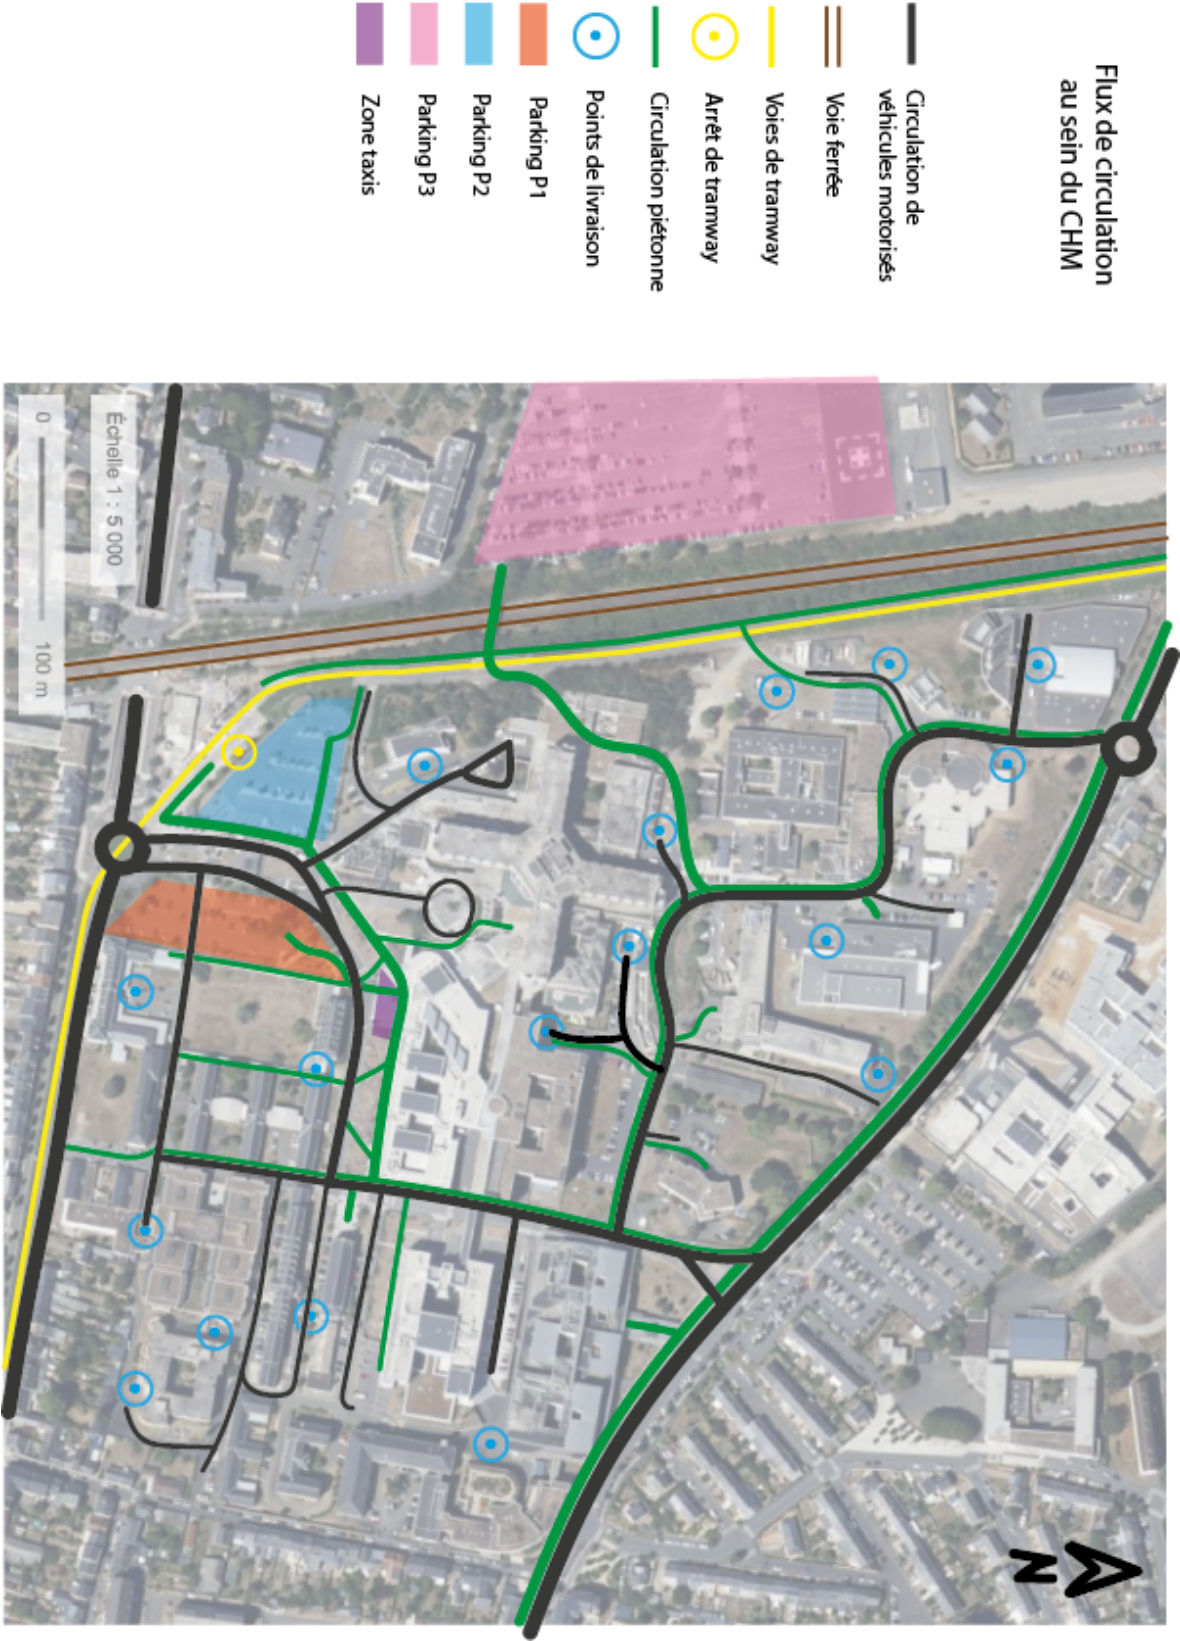 Flux de circulation
au sein du CHM
Circulation de
véhicules motorisés
Voie ferrée
Voies de tramway
Arrêt de tramway
Circulation piétonne
Points de livraison
Parking P1
Parking P2
Parking P3
Zone taxis
Échelle 1 : 5 000
0 100 m
N